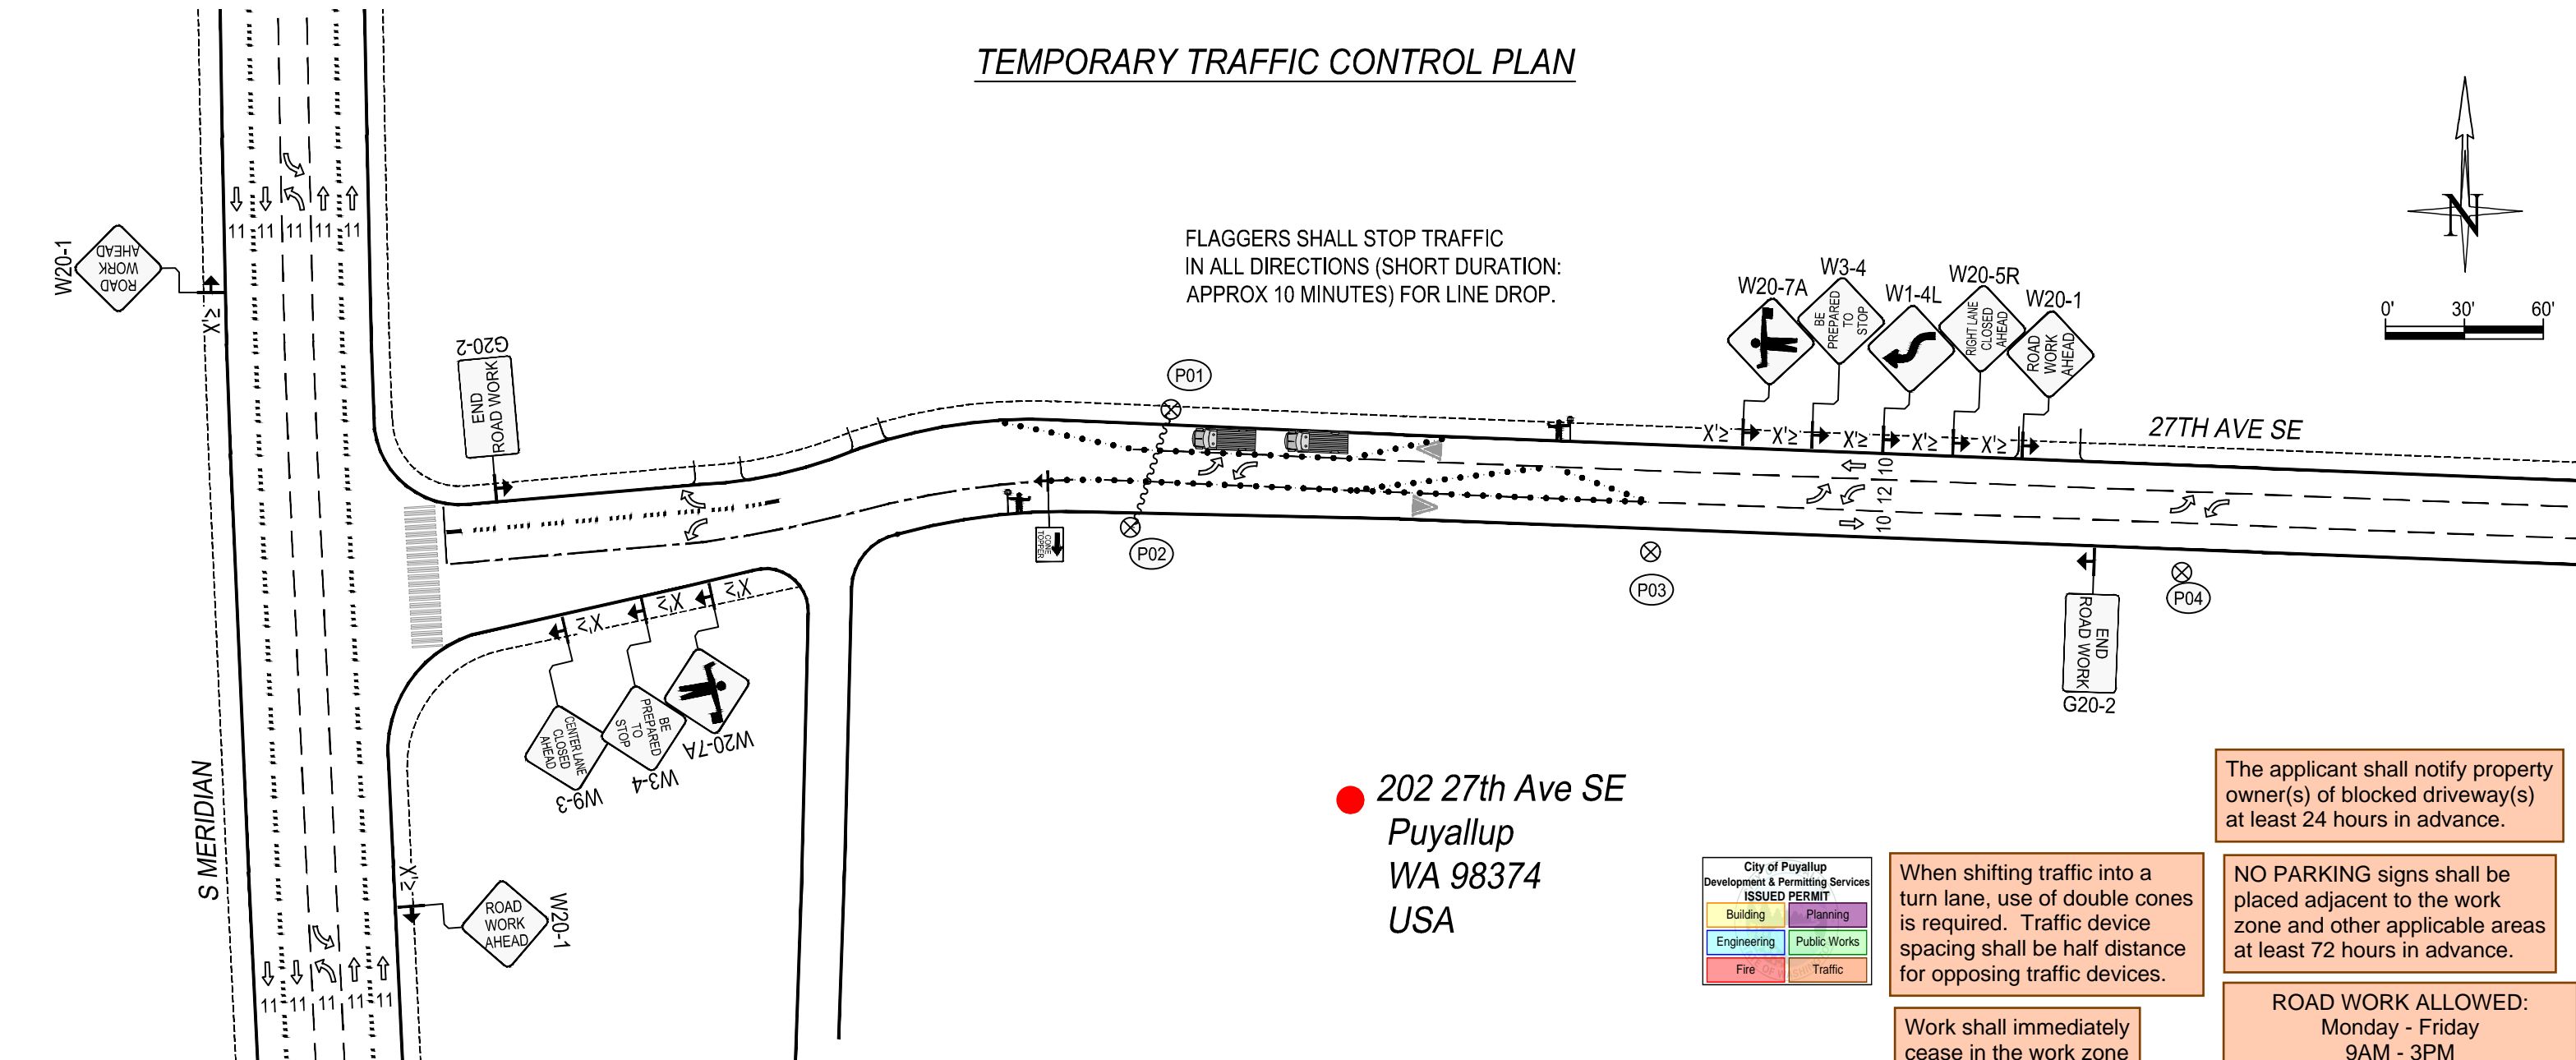 TEMPORARY TRAFFIC CONTROL PLAN
FLAGGERS SHALL STOP TRAFFIC
IN ALL DIRECTIONS (SHORT DURATION:
APPROX 10 MINUTES) FOR LINE DROP.
N
0' 30' 60'
W20-1
ROAD
WORK
AHEAD
X'≥
11 11 11 11 11
G20-2
END
ROAD WORK
P01
P02
CONE
TOPPER
W20-7A
W3-4
BE
PREPARED
TO
STOP
W1-4L
W20-5R
RIGHT LANE
CLOSED
AHEAD
W20-1
ROAD
WORK
AHEAD
X'≥ X'≥ X'≥ X'≥ X'≥
27TH AVE SE
10
12
10
P03
P04
END
ROAD WORK
G20-2
X'≥ X'≥ X'≥
CENTER LANE
CLOSED
AHEAD
W9-3
BE
PREPARED
TO
STOP
W3-4
W20-7A
S MERIDIAN
X'≥
ROAD
WORK
AHEAD
W20-1
11 11 11 11 11
202 27th Ave SE
Puyallup
WA 98374
USA
City of Puyallup
Development & Permitting Services
ISSUED PERMIT
Building Planning
Engineering Public Works
Fire Traffic
When shifting traffic into a
turn lane, use of double cones
is required. Traffic device
spacing shall be half distance
for opposing traffic devices.
Work shall immediately
cease in the work zone
The applicant shall notify property
owner(s) of blocked driveway(s)
at least 24 hours in advance.
NO PARKING signs shall be
placed adjacent to the work
zone and other applicable areas
at least 72 hours in advance.
ROAD WORK ALLOWED:
Monday - Friday
9AM - 3PM